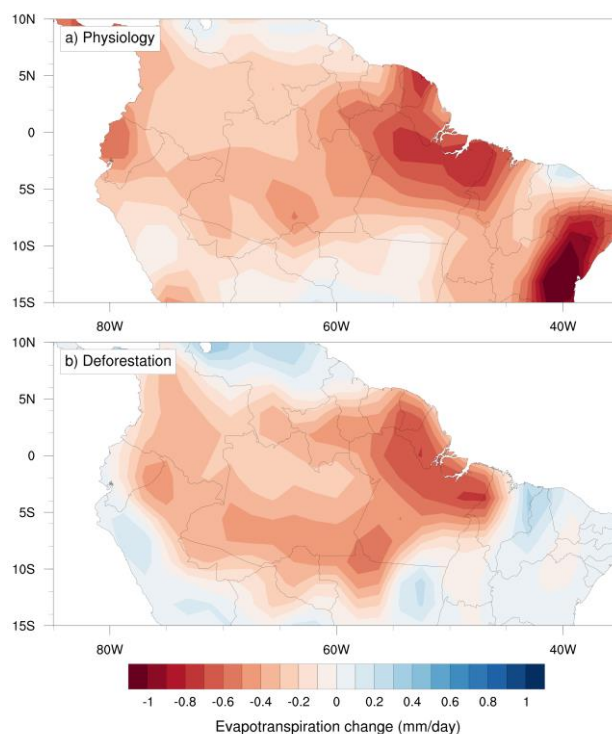 a) Physiology
10N
5N
0
5S
10S
15S
80W 60W 40W
b) Deforestation
10N
5N
0
5S
10S
15S
80W 60W 40W
-1 -0.8 -0.6 -0.4 -0.2 0 0.2 0.4 0.6 0.8 1
Evapotranspiration change (mm/day)